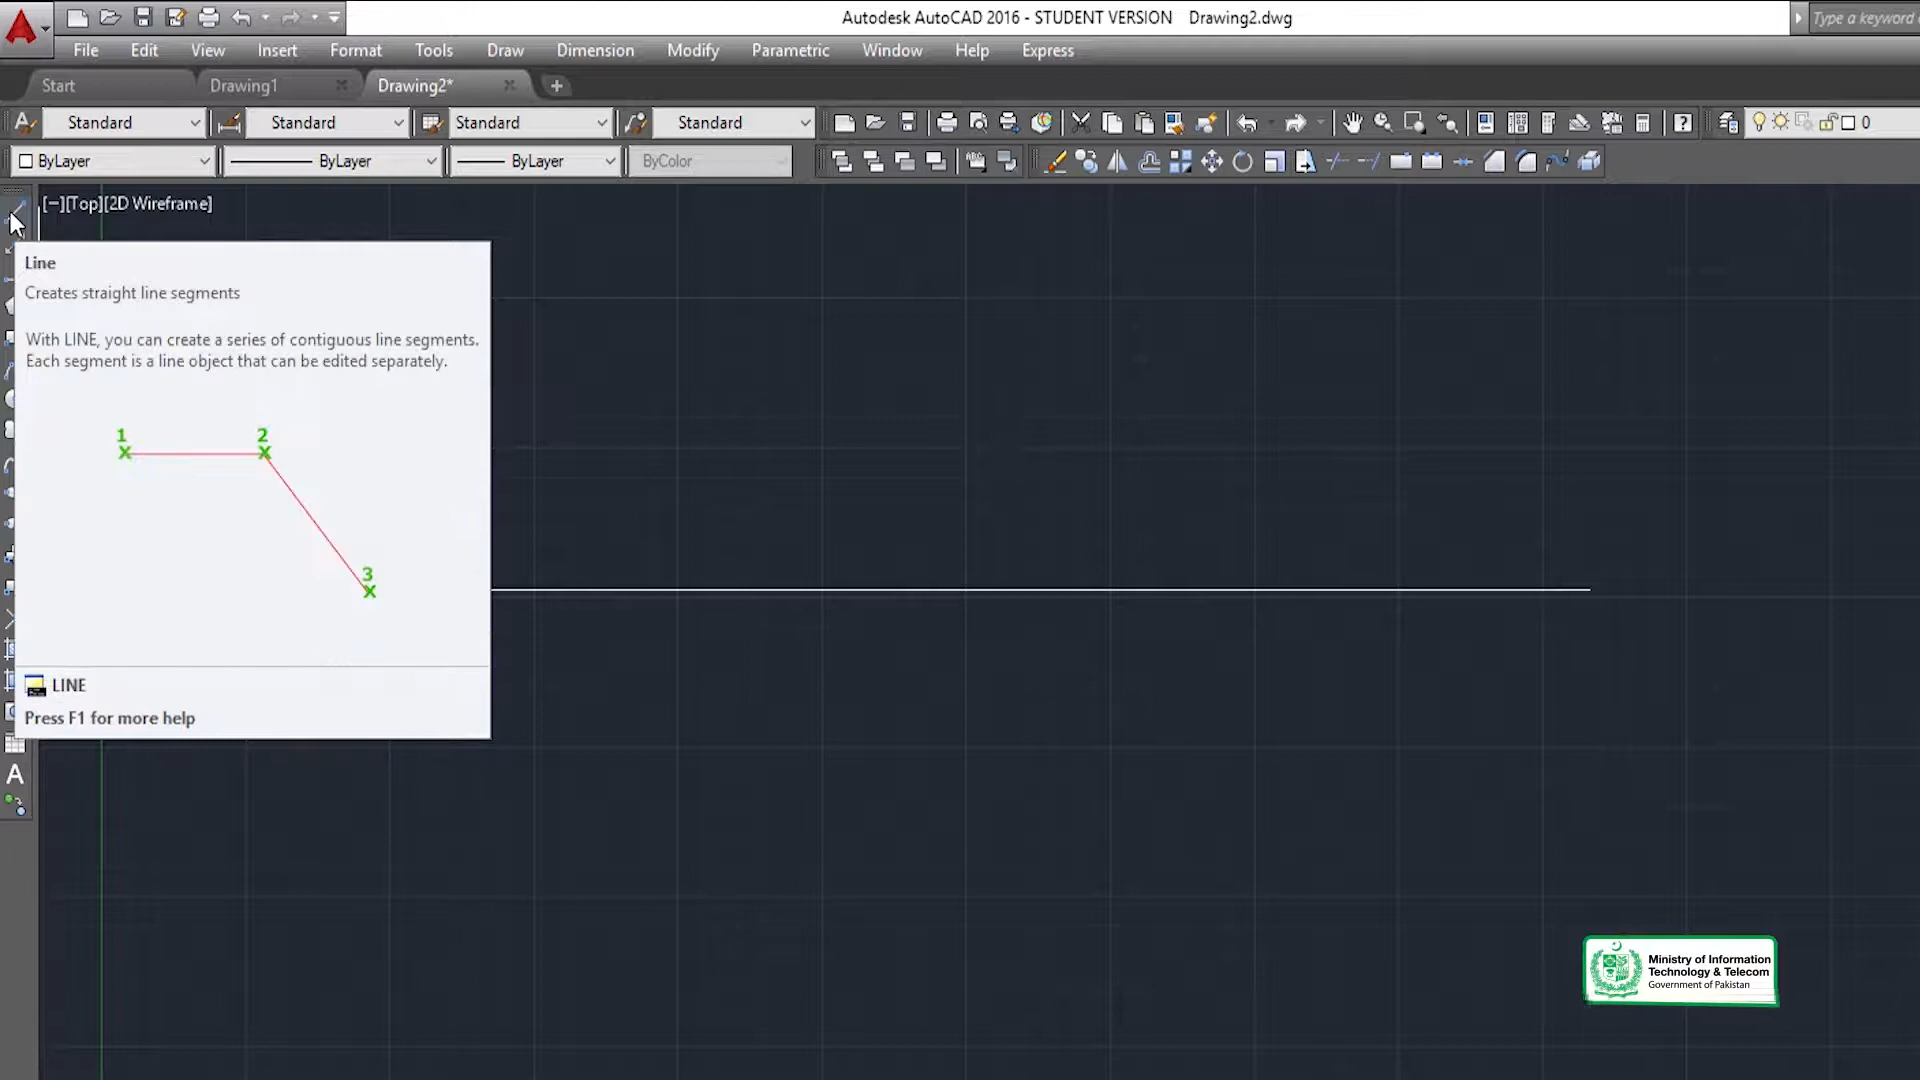 Autodesk AutoCAD 2016 - STUDENT VERSION Drawing2.dwg
Type a keyword
File Edit View Insert Format Tools Draw Dimension Modify Parametric Window Help Express
Start Drawing1 Drawing2*
Standard Standard Standard Standard 0
ByLayer ByLayer ByLayer ByColor
[−][Top][2D Wireframe]
Line
Creates straight line segments
With LINE, you can create a series of contiguous line segments.
Each segment is a line object that can be edited separately.
1 2
3
LINE
Press F1 for more help
A
Ministry of Information
Technology & Telecom
Government of Pakistan